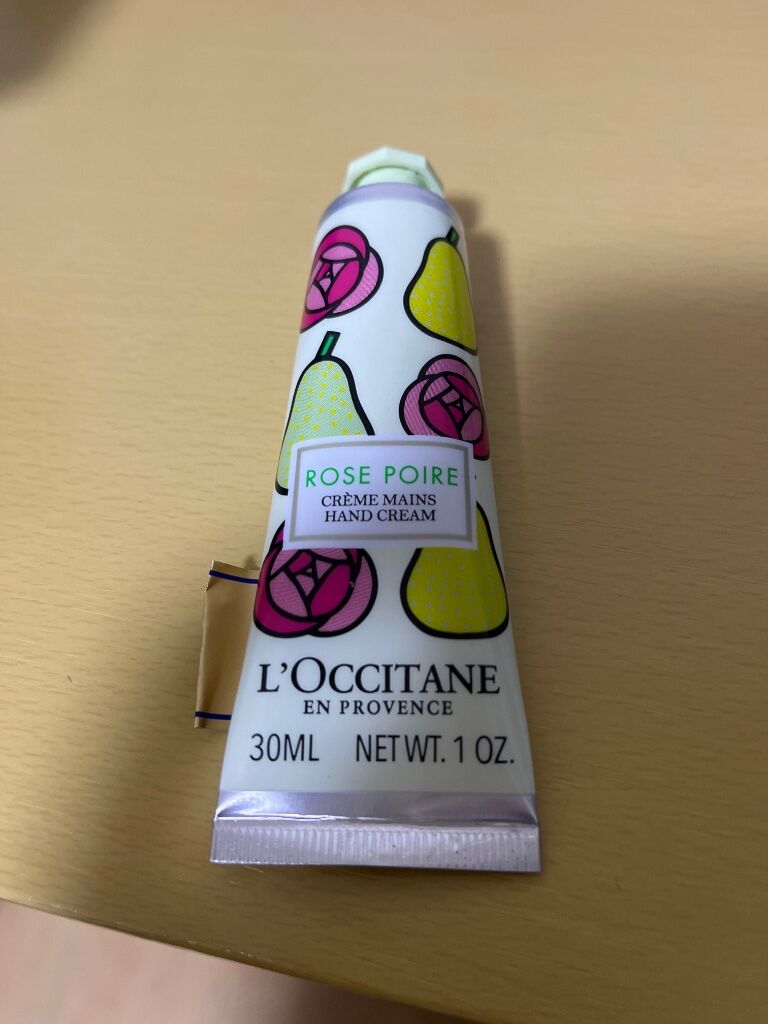 ROSE POIRE
CRÈME MAINS
HAND CREAM
L'OCCITANE
EN PROVENCE
30ML NET WT. 1 OZ.